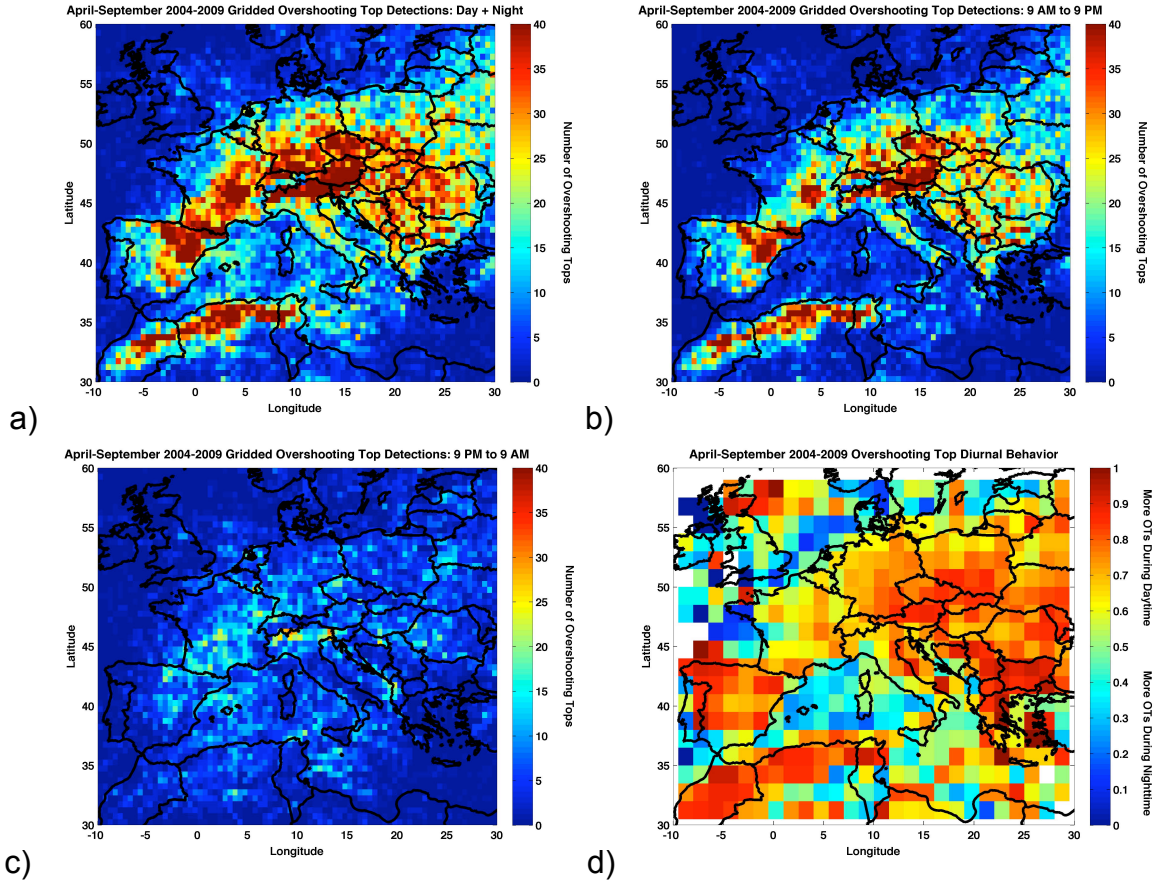 April-September 2004-2009 Gridded Overshooting Top Detections: Day + Night
60
55
50
45
40
35
30
Latitude
-10 -5 0 5 10 15 20 25 30
Longitude
40
35
30
25
20
15
10
5
0
Number of Overshooting Tops
a)
April-September 2004-2009 Gridded Overshooting Top Detections: 9 AM to 9 PM
60
55
50
45
40
35
30
Latitude
-10 -5 0 5 10 15 20 25 30
Longitude
40
35
30
25
20
15
10
5
0
Number of Overshooting Tops
b)
April-September 2004-2009 Gridded Overshooting Top Detections: 9 PM to 9 AM
60
55
50
45
40
35
30
Latitude
-10 -5 0 5 10 15 20 25 30
Longitude
40
35
30
25
20
15
10
5
0
Number of Overshooting Tops
c)
April-September 2004-2009 Overshooting Top Diurnal Behavior
60
55
50
45
40
35
30
Latitude
-10 -5 0 5 10 15 20 25 30
Longitude
1
0.9
0.8
0.7
0.6
0.5
0.4
0.3
0.2
0.1
0
More OTs During Nighttime More OTs During Daytime
d)